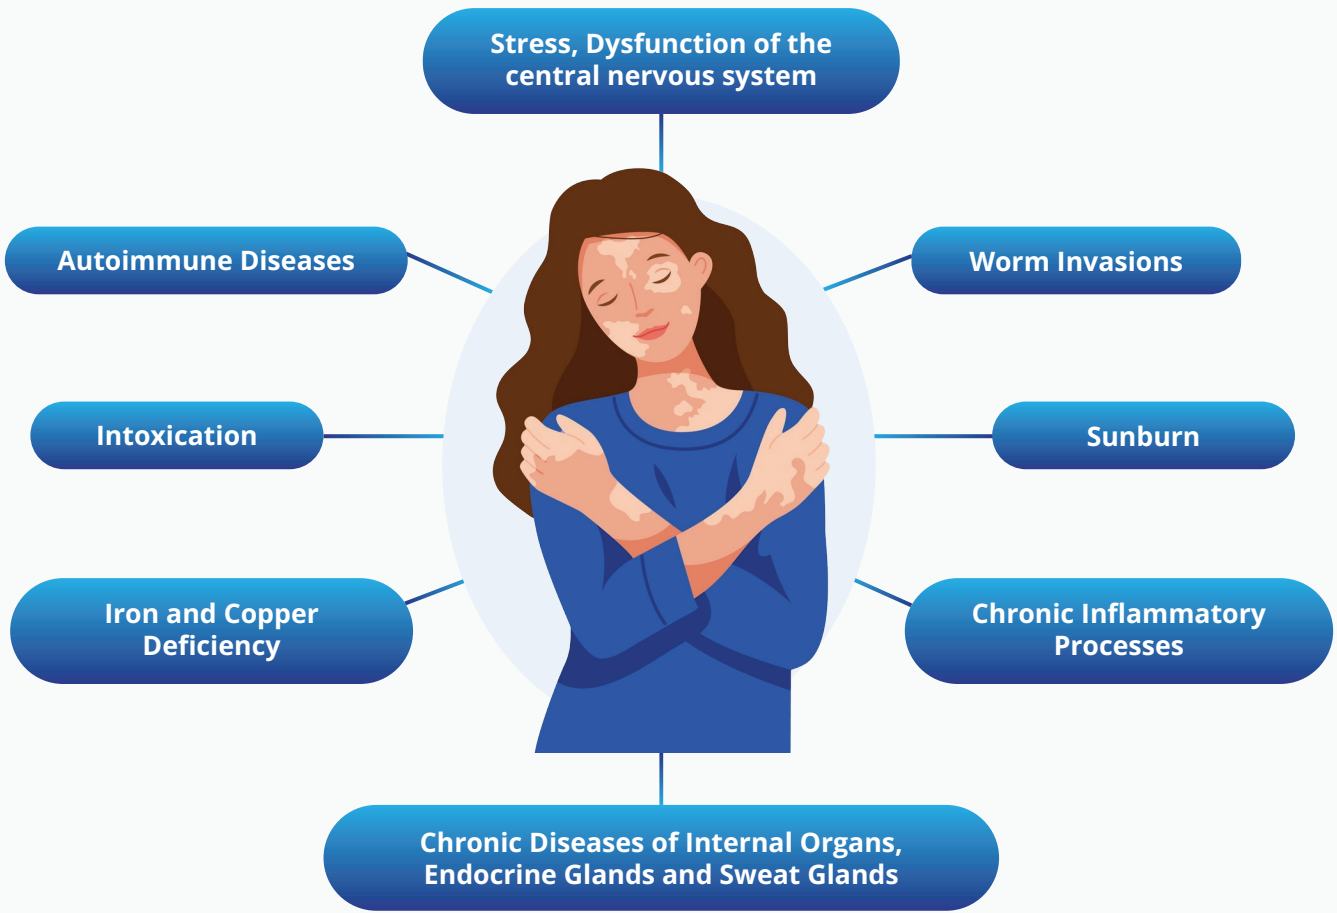 Stress, Dysfunction of the
central nervous system
Autoimmune Diseases
Worm Invasions
Intoxication
Sunburn
Iron and Copper
Deficiency
Chronic Inflammatory
Processes
Chronic Diseases of Internal Organs,
Endocrine Glands and Sweat Glands